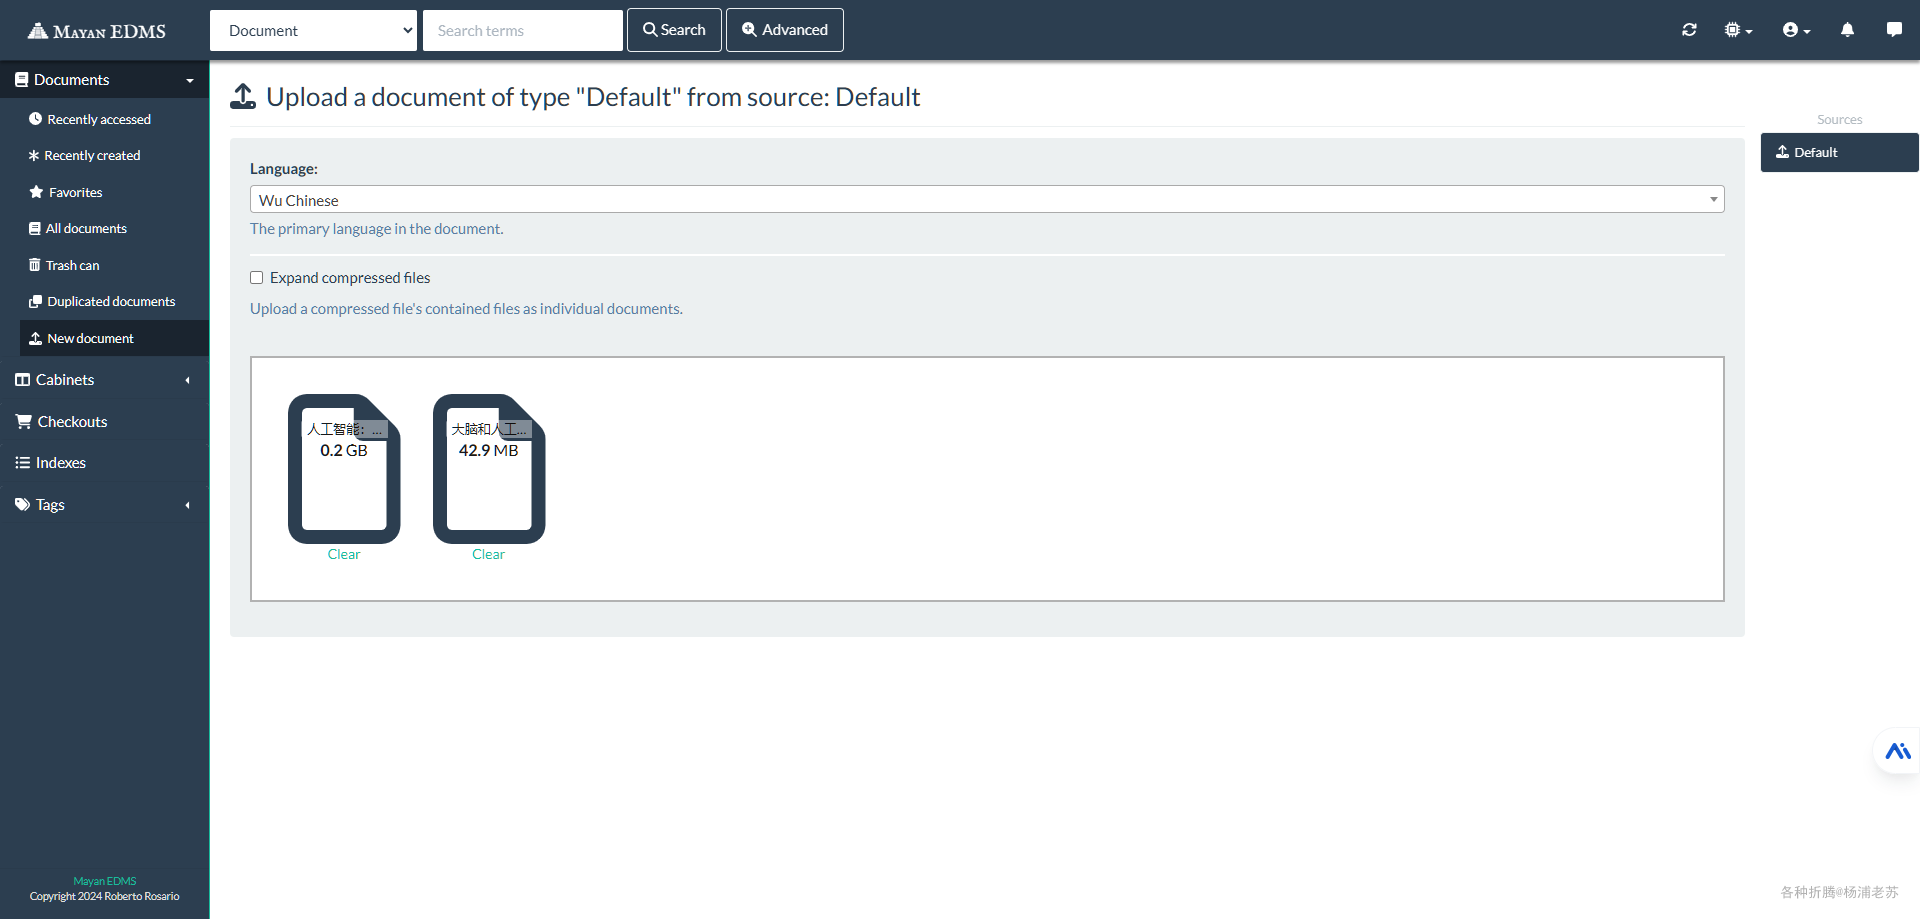 Mayan EDMS
Document
Search terms
Search
Advanced
Documents
Recently accessed
Recently created
Favorites
All documents
Trash can
Duplicated documents
New document
Cabinets
Checkouts
Indexes
Tags
Mayan EDMS
Copyright 2024 Roberto Rosario
Upload a document of type "Default" from source: Default
Language:
Wu Chinese
The primary language in the document.
Expand compressed files
Upload a compressed file's contained files as individual documents.
人工智能：...
0.2 GB
Clear
大脑和人工...
42.9 MB
Clear
Sources
Default
各种折腾@杨浦老苏